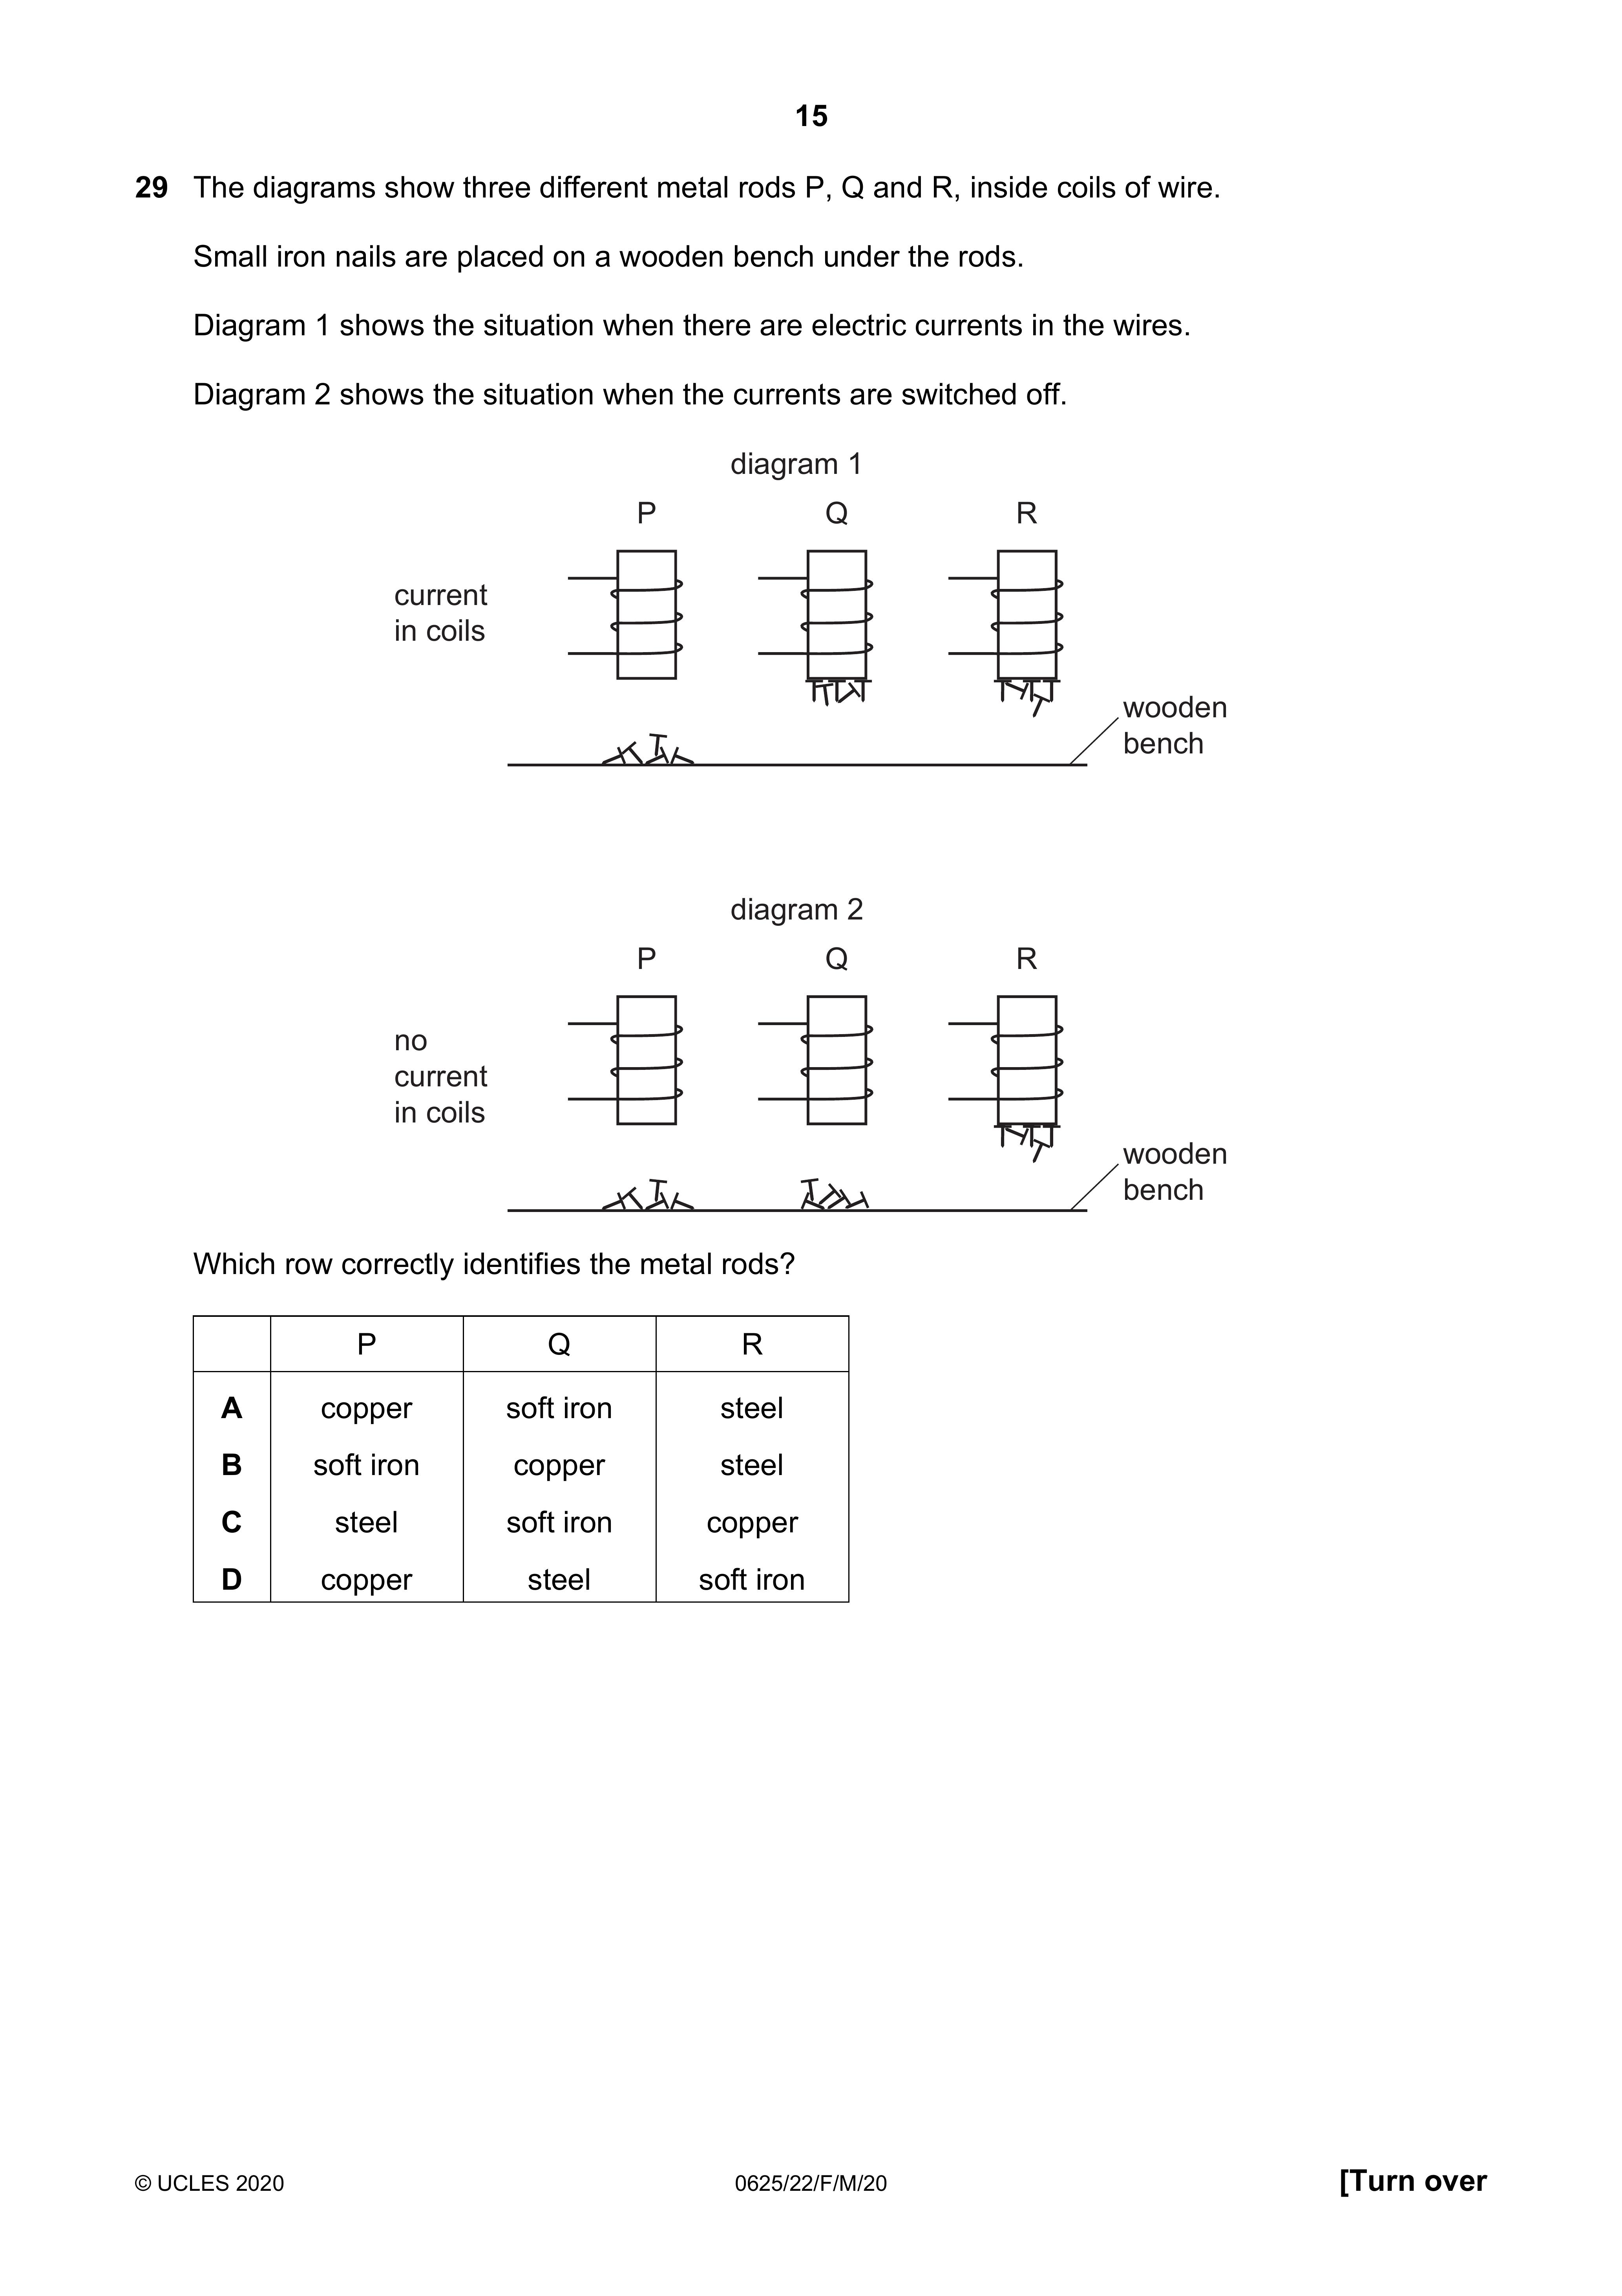 15
29 The diagrams show three different metal rods P, Q and R, inside coils of wire.
Small iron nails are placed on a wooden bench under the rods.
Diagram 1 shows the situation when there are electric currents in the wires.
Diagram 2 shows the situation when the currents are switched off.
diagram 1
P Q R
current
in coils
wooden
bench
diagram 2
P Q R
no
current
in coils
wooden
bench
Which row correctly identifies the metal rods?
P Q R
A copper soft iron steel
B soft iron copper steel
C steel soft iron copper
D copper steel soft iron
© UCLES 2020 0625/22/F/M/20 [Turn over